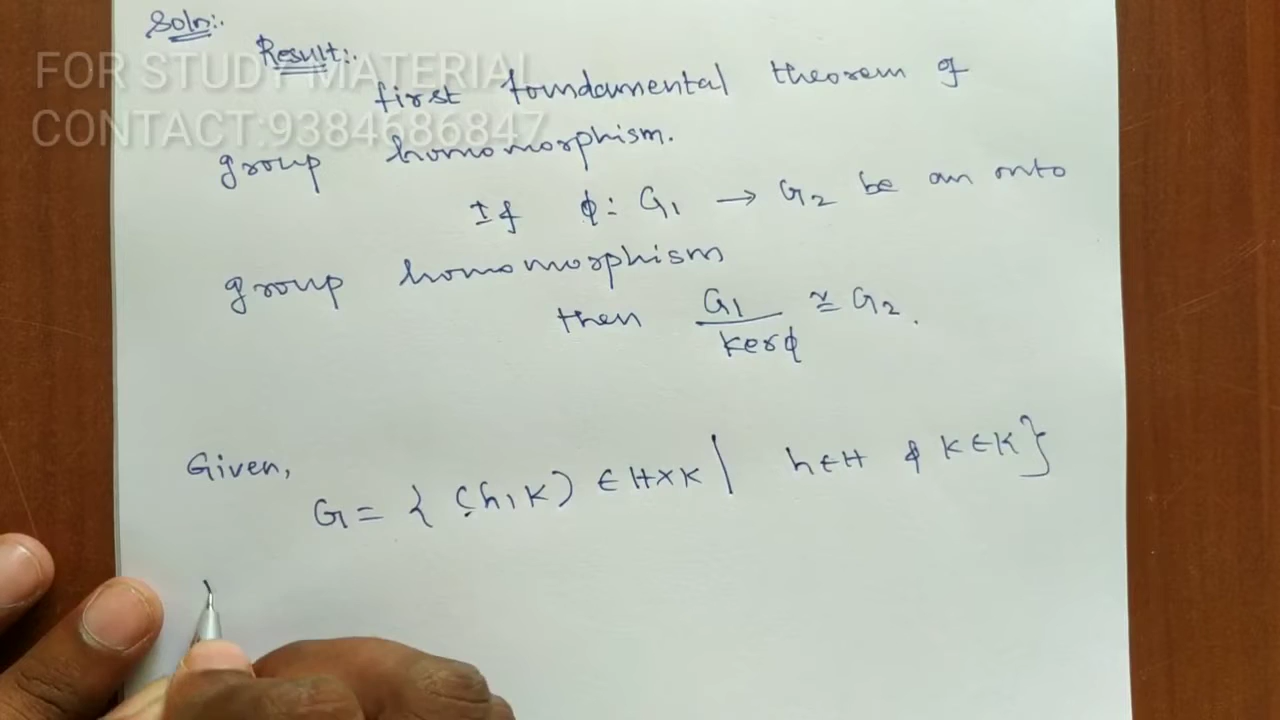 Soln:.
Result:.
FOR STUDY MATERIAL
first foundamental theorem of
CONTACT:9384686847
group homomorphism.
If ϕ: G₁ → G₂ be an onto
group homomorphism
then G₁/kerϕ ≅ G₂.
Given,
G = { (h, k) ∈ H×K | h∈H & k∈K }